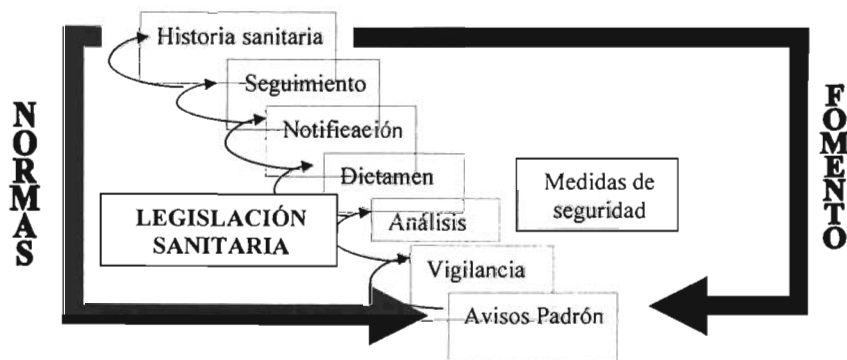 Historia sanitaria
Seguimiento
Notificación
Dictamen
Medidas de
seguridad
LEGISLACIÓN
SANITARIA
Análisis
Vigilancia
Avisos Padrón
NORMAS
FOMENTO